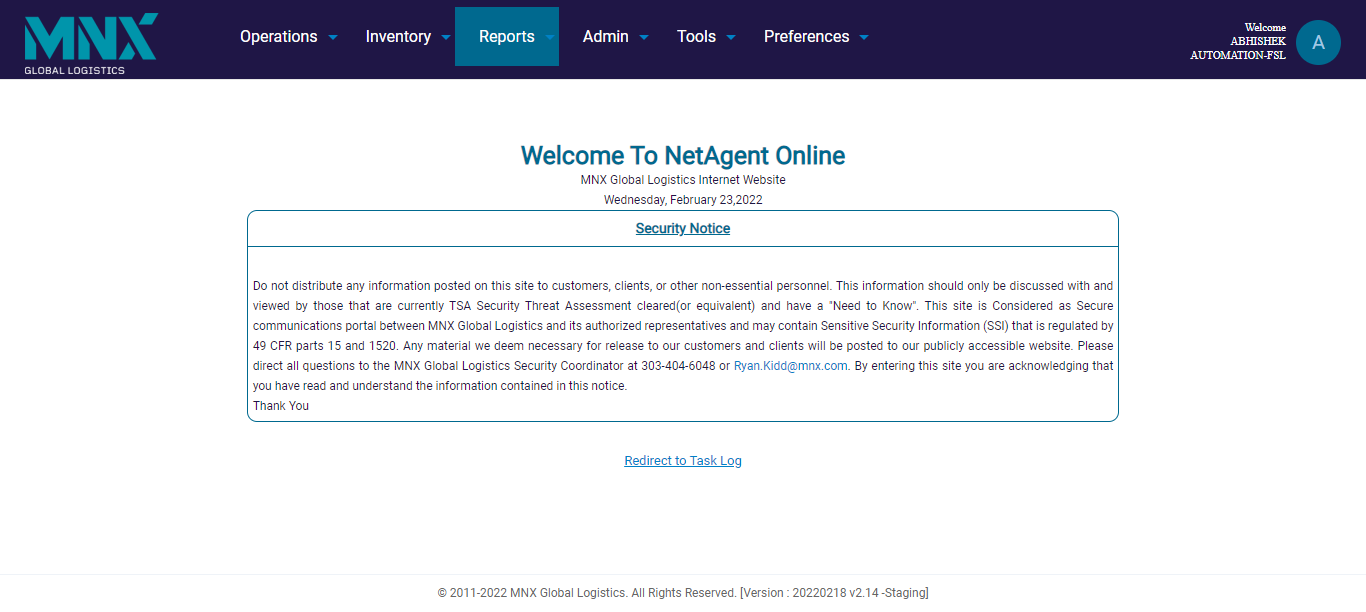 MNX
GLOBAL LOGISTICS
Operations
Inventory
Reports
Admin
Tools
Preferences
Welcome
ABHISHEK
AUTOMATION-FSL
A
Welcome To NetAgent Online
MNX Global Logistics Internet Website
Wednesday, February 23,2022
Security Notice
Do not distribute any information posted on this site to customers, clients, or other non-essential personnel. This information should only be discussed with and
viewed by those that are currently TSA Security Threat Assessment cleared(or equivalent) and have a "Need to Know". This site is Considered as Secure
communications portal between MNX Global Logistics and its authorized representatives and may contain Sensitive Security Information (SSI) that is regulated by
49 CFR parts 15 and 1520. Any material we deem necessary for release to our customers and clients will be posted to our publicly accessible website. Please
direct all questions to the MNX Global Logistics Security Coordinator at 303-404-6048 or Ryan.Kidd@mnx.com. By entering this site you are acknowledging that
you have read and understand the information contained in this notice.
Thank You
Redirect to Task Log
© 2011-2022 MNX Global Logistics. All Rights Reserved. [Version : 20220218 v2.14 -Staging]